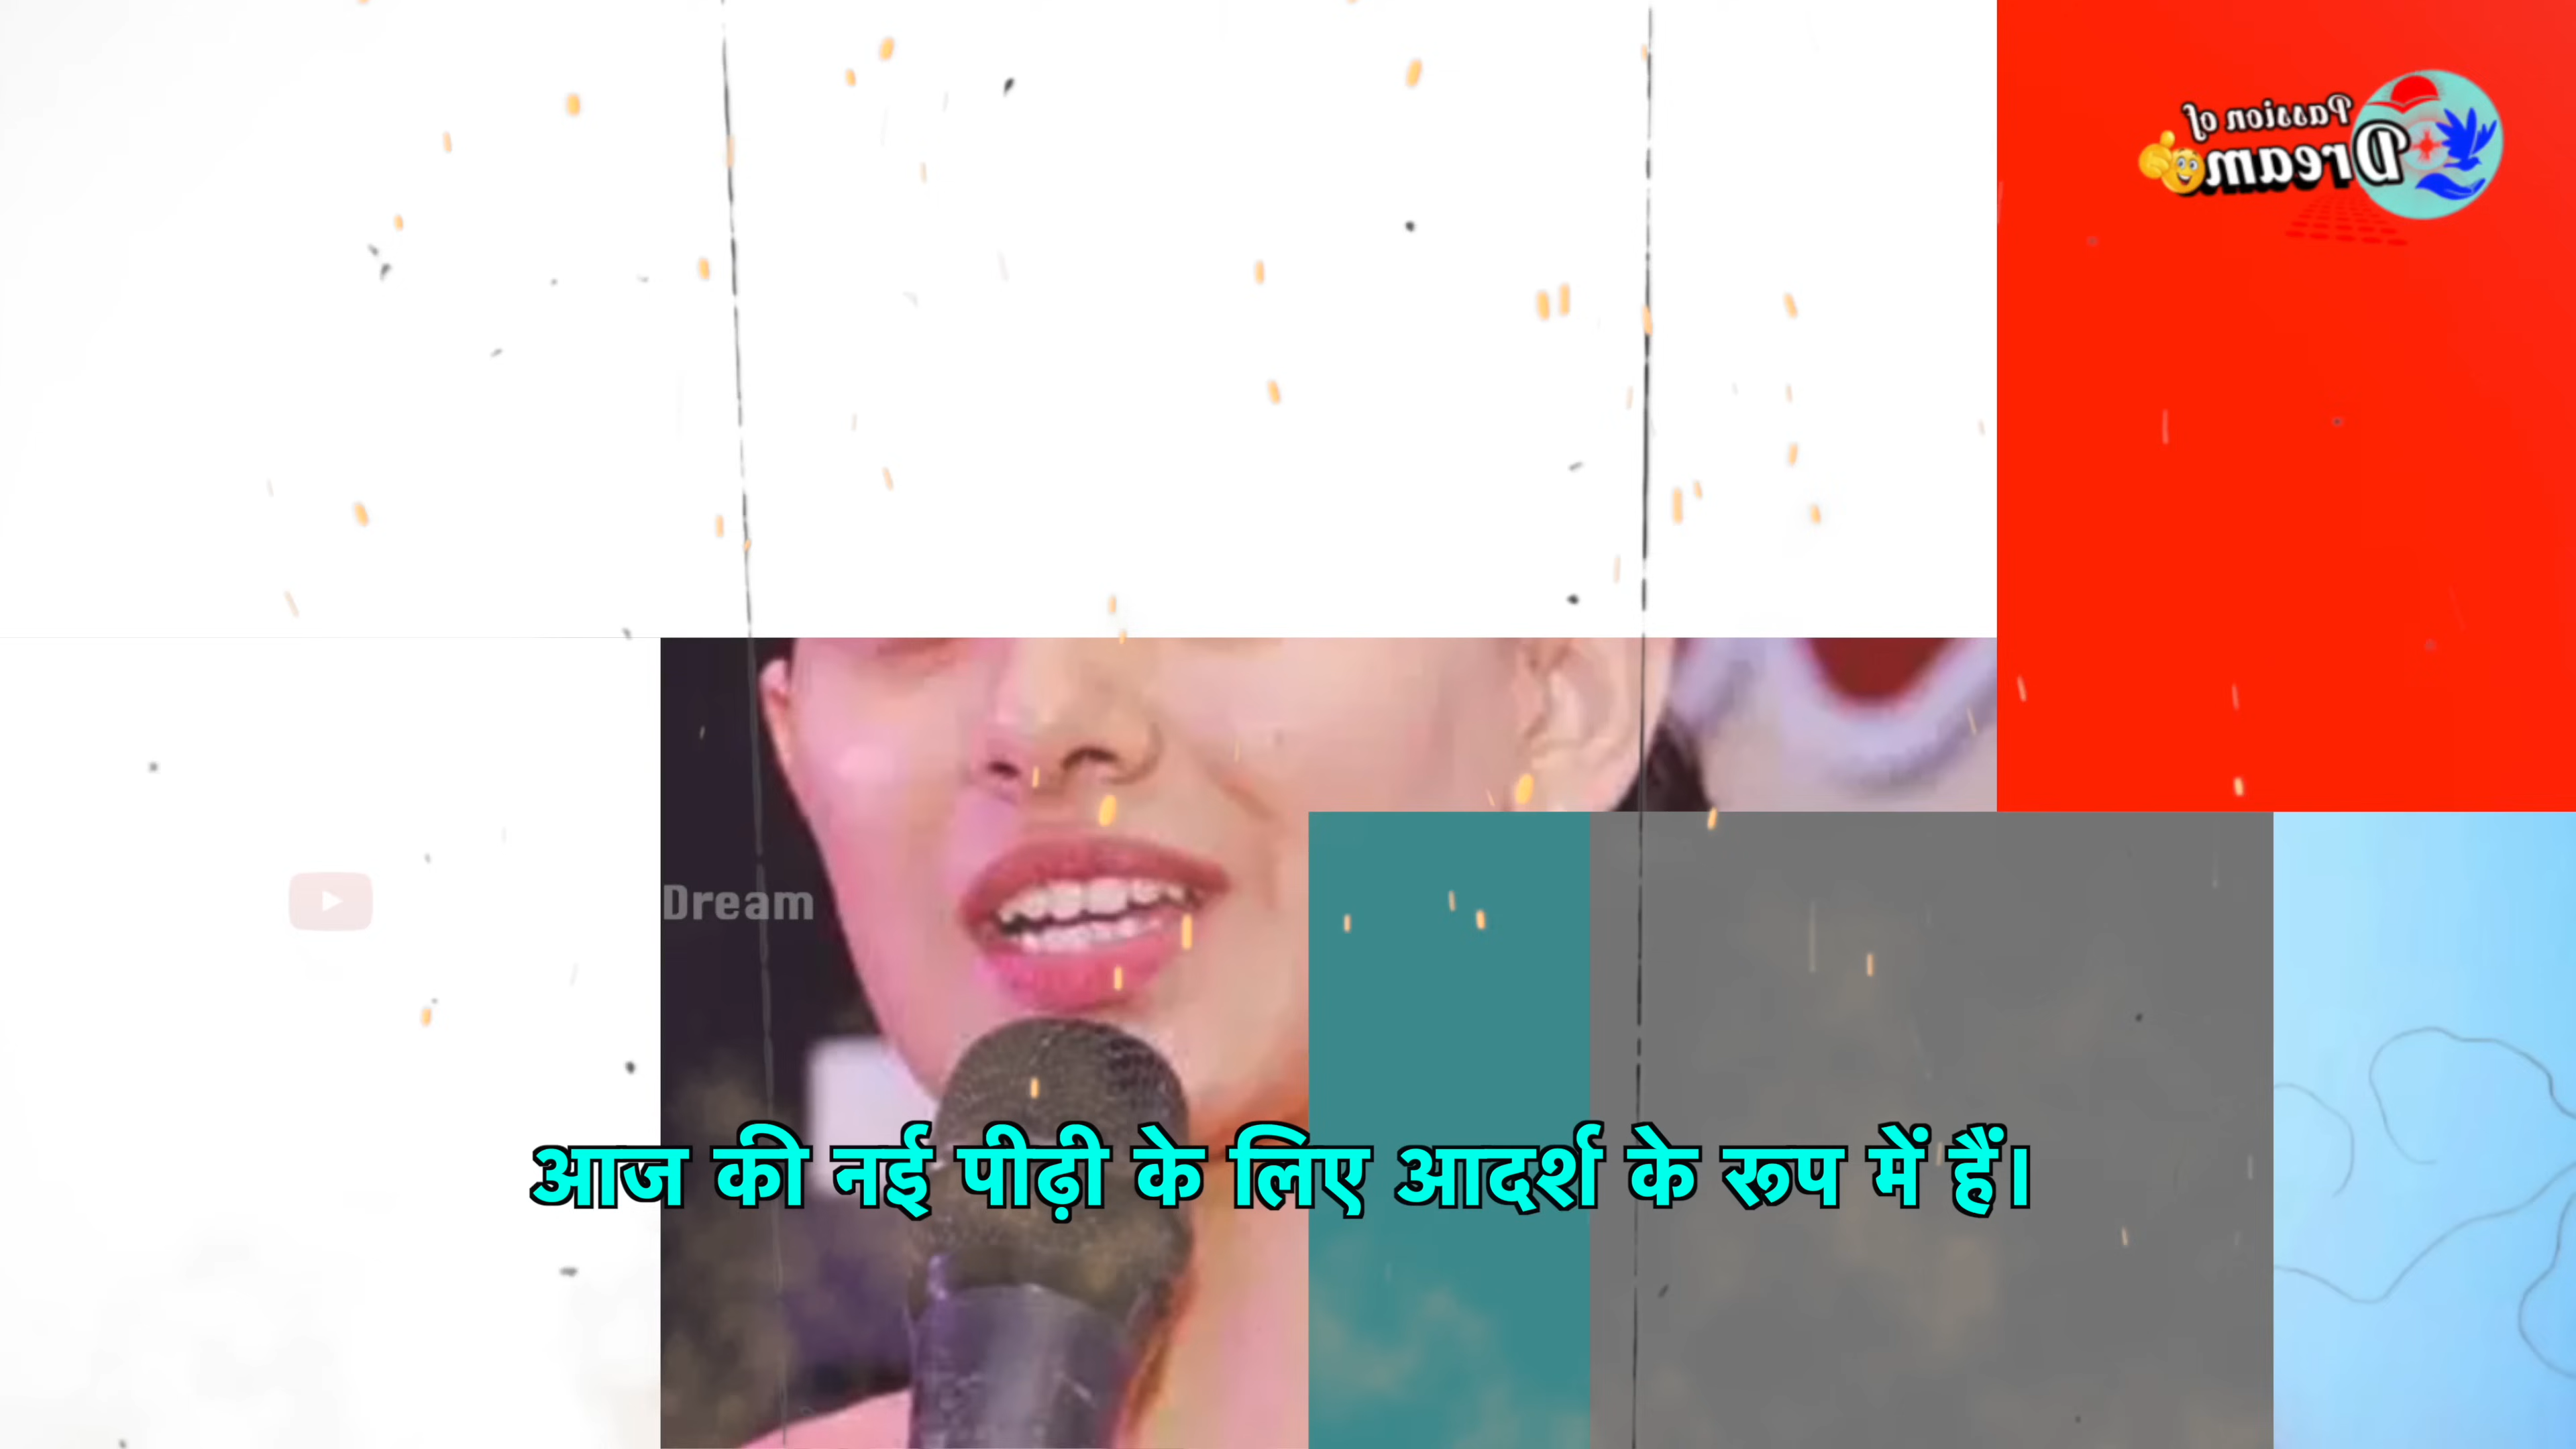 Passion of
Dream
Dream
आज की नई पीढ़ी के लिए आदर्श के रूप में हैं।